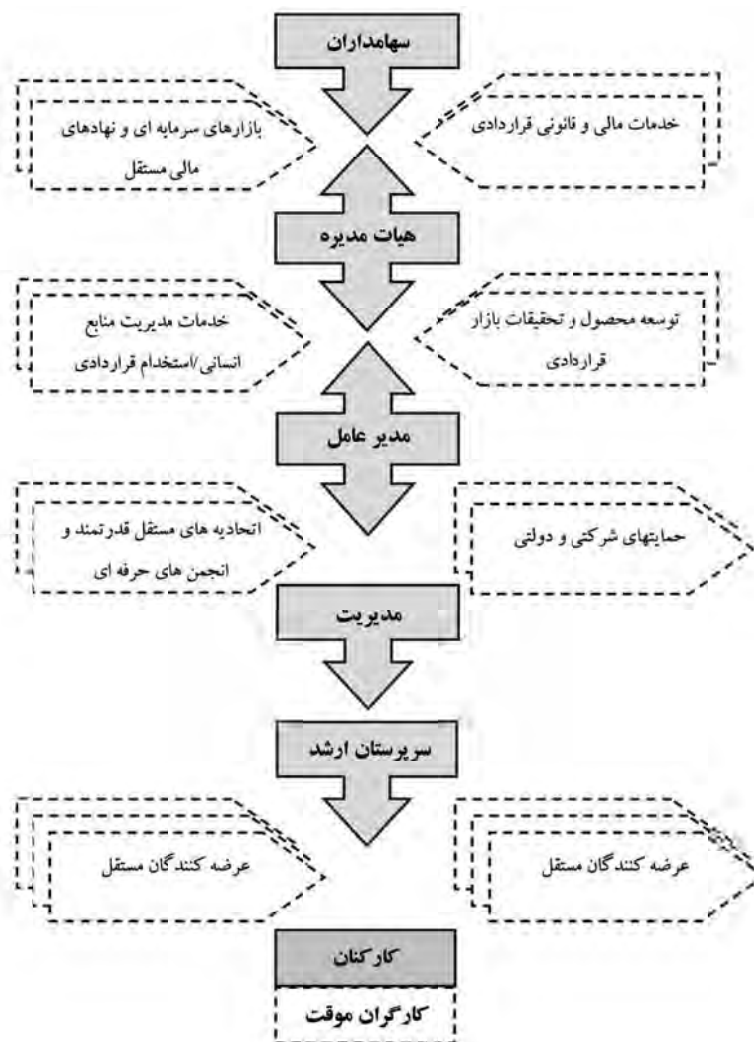 سهامداران
خدمات مالی و قانونی قراردادی
بازارهای سرمایه ای و نهادهای
مالی مستقل
هیات مدیره
توسعه محصول و تحقیقات بازار
قراردادی
خدمات مدیریت منابع
انسانی/استخدام قراردادی
مدیر عامل
حمایتهای شرکتی و دولتی
اتحادیه های مستقل قدرتمند و
انجمن های حرفه ای
مدیریت
سرپرستان ارشد
عرضه کنندگان مستقل
عرضه کنندگان مستقل
کارکنان
کارگران موقت